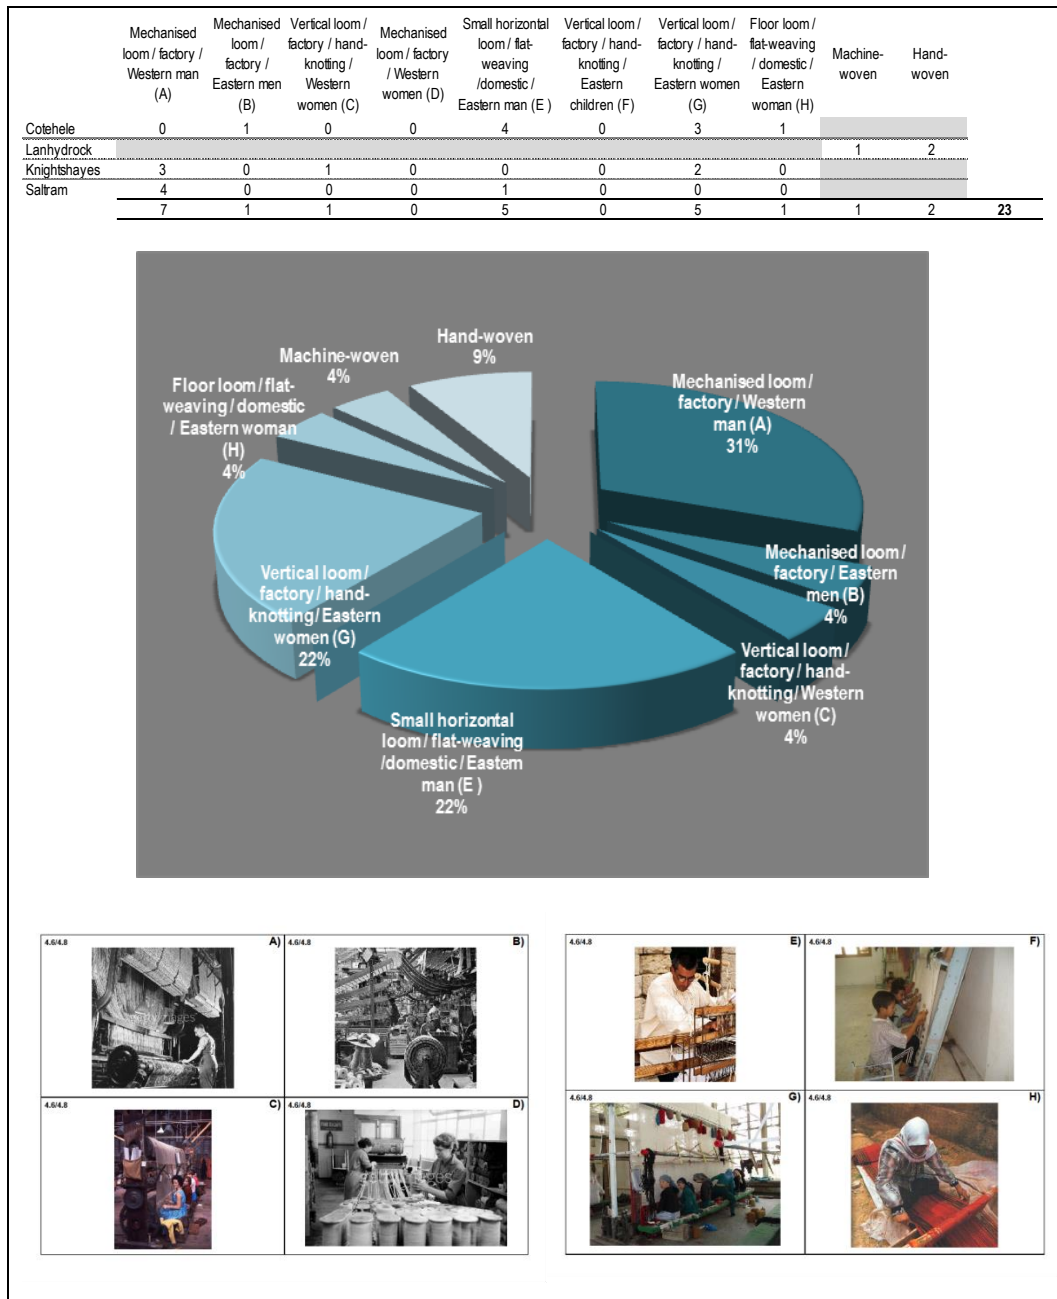 Mechanised loom / factory / Western man (A)
Mechanised loom / factory / Eastern men (B)
Vertical loom / factory / hand-knotting / Western women (C)
Mechanised loom / factory / Western women (D)
Small horizontal loom / flat-weaving /domestic / Eastern man (E )
Vertical loom / factory / hand-knotting / Eastern children (F)
Vertical loom / factory / hand-knotting / Eastern women (G)
Floor loom / flat-weaving / domestic / Eastern woman (H)
Machine-woven
Hand-woven
Cotehele 0 1 0 0 4 0 3 1
Lanhydrock 1 2
Knightshayes 3 0 1 0 0 0 2 0
Saltram 4 0 0 0 1 0 0 0
7 1 1 0 5 0 5 1 1 2 23
Hand-woven
9%
Machine-woven
4%
Floor loom / flat-
weaving / domestic
/ Eastern woman
(H)
4%
Mechanised loom /
factory / Western
man (A)
31%
Mechanised loom /
factory / Eastern
men (B)
4%
Vertical loom /
factory / hand-
knotting / Eastern
women (G)
22%
Vertical loom /
factory / hand-
knotting / Western
women (C)
4%
Small horizontal
loom / flat-weaving
/domestic / Eastern
man (E )
22%
4.6/4.8 A)
4.6/4.8 B)
4.6/4.8 E)
4.6/4.8 F)
4.6/4.8 C)
4.6/4.8 D)
4.6/4.8 G)
4.6/4.8 H)